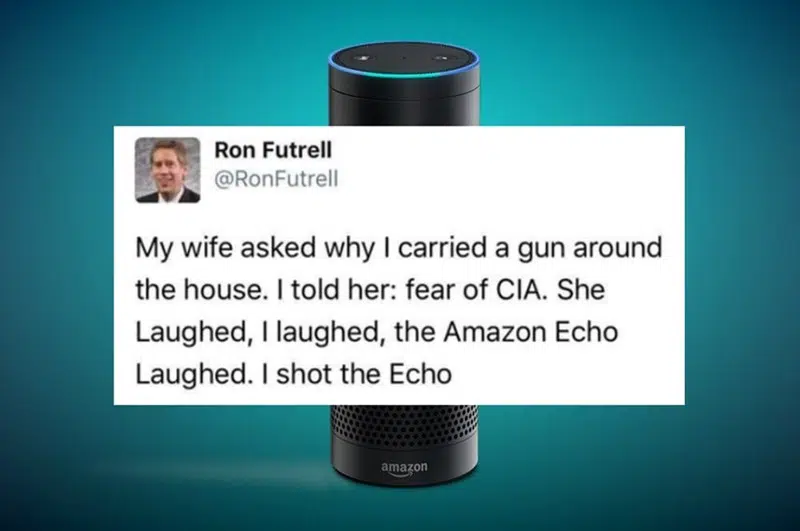 Ron Futrell
@RonFutrell
My wife asked why I carried a gun around
the house. I told her: fear of CIA. She
Laughed, I laughed, the Amazon Echo
Laughed. I shot the Echo
amazon